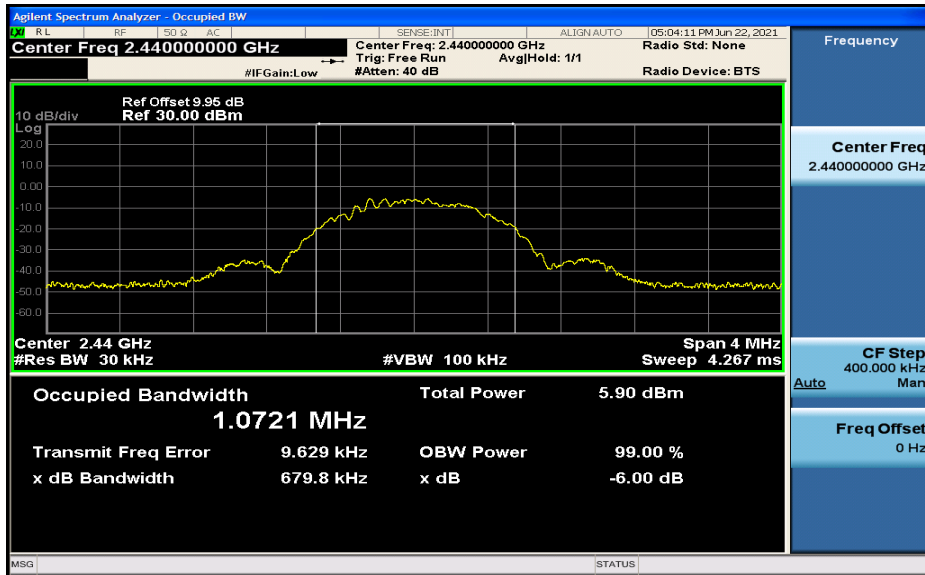 Agilent Spectrum Analyzer - Occupied BW
LXI RL RF 50 Ω AC SENSE:INT ALIGN AUTO 05:04:11 PM Jun 22, 2021
Center Freq 2.440000000 GHz Center Freq: 2.440000000 GHz Radio Std: None
Trig: Free Run Avg|Hold: 1/1
#IFGain:Low #Atten: 40 dB Radio Device: BTS
Ref Offset 9.95 dB
10 dB/div Ref 30.00 dBm
Log
20.0
10.0
0.00
-10.0
-20.0
-30.0
-40.0
-50.0
-60.0
Center 2.44 GHz Span 4 MHz
#Res BW 30 kHz #VBW 100 kHz Sweep 4.267 ms
Occupied Bandwidth Total Power 5.90 dBm
1.0721 MHz
Transmit Freq Error 9.629 kHz OBW Power 99.00 %
x dB Bandwidth 679.8 kHz x dB -6.00 dB
MSG STATUS
Frequency
Center Freq
2.440000000 GHz
CF Step
400.000 kHz
Auto Man
Freq Offset
0 Hz